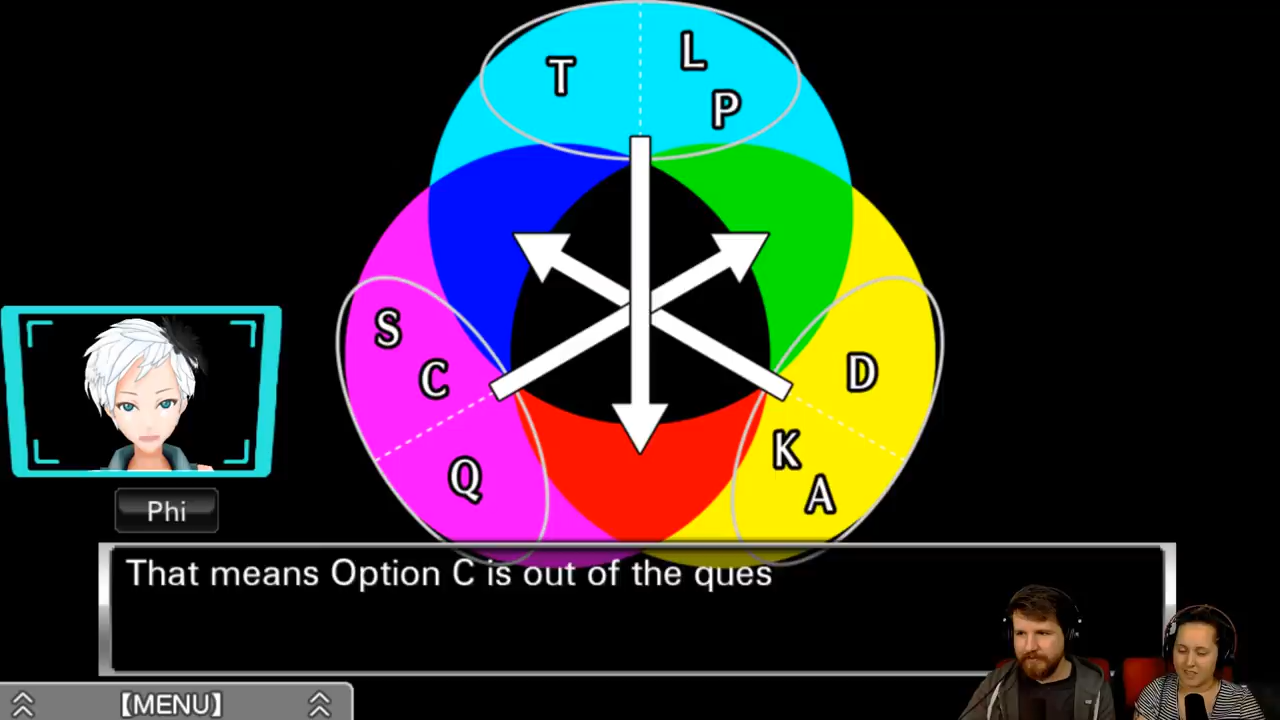 T
L
P
S
C
Q
D
K
A
Phi
That means Option C is out of the ques
【MENU】